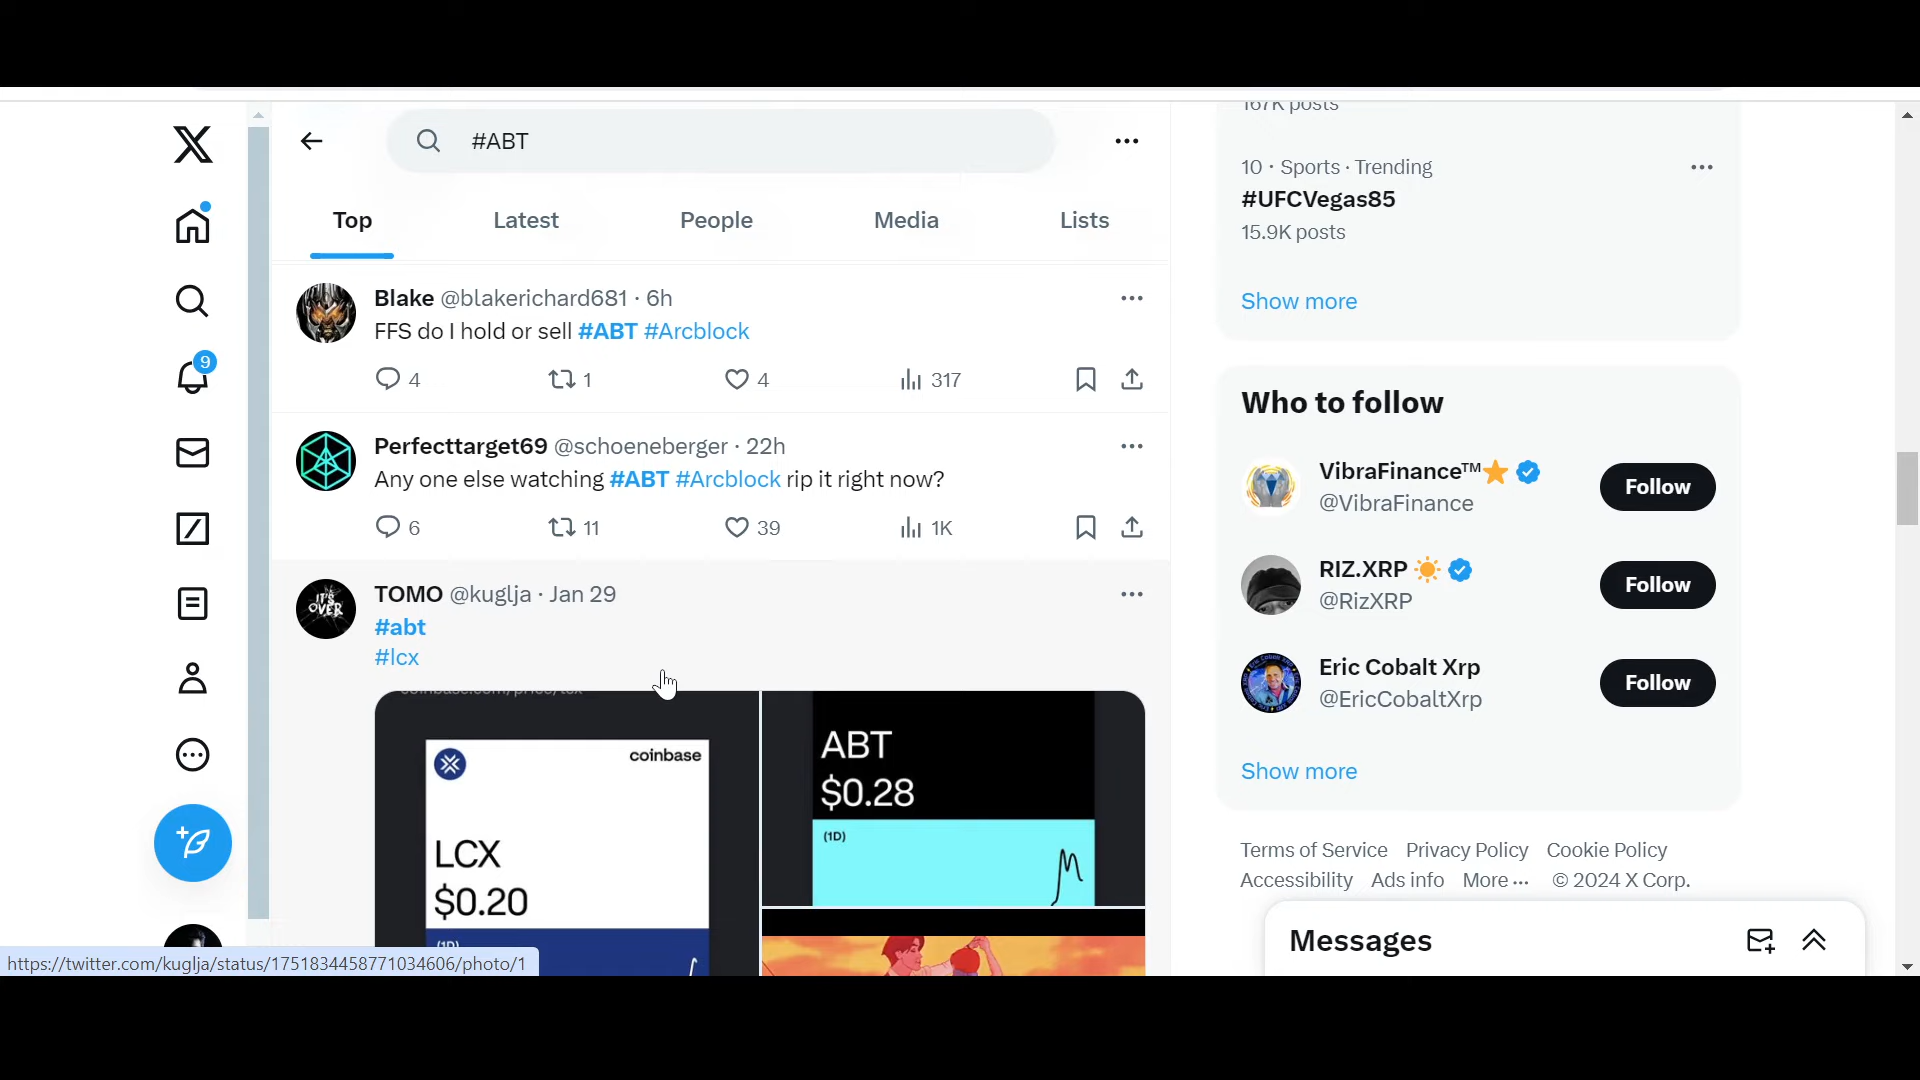 #ABT
Top Latest People Media Lists
Blake @blakerichard681 · 6h
FFS do I hold or sell #ABT #Arcblock
4 1 4 317
Perfecttarget69 @schoeneberger · 22h
Any one else watching #ABT #Arcblock rip it right now?
6 11 39 1K
TOMO @kuglja · Jan 29
#abt
#lcx
coinbase
LCX
$0.20
(1D)
ABT
$0.28
(1D)
IT'S
OVER
9
167K posts
10 · Sports · Trending
#UFCVegas85
15.9K posts
Show more
Who to follow
VibraFinance™
@VibraFinance
Follow
RIZ.XRP
@RizXRP
Follow
Eric Cobalt Xrp
@EricCobaltXrp
Follow
Show more
Terms of Service Privacy Policy Cookie Policy
Accessibility Ads info More ··· © 2024 X Corp.
Messages
https://twitter.com/kuglja/status/1751834458771034606/photo/1